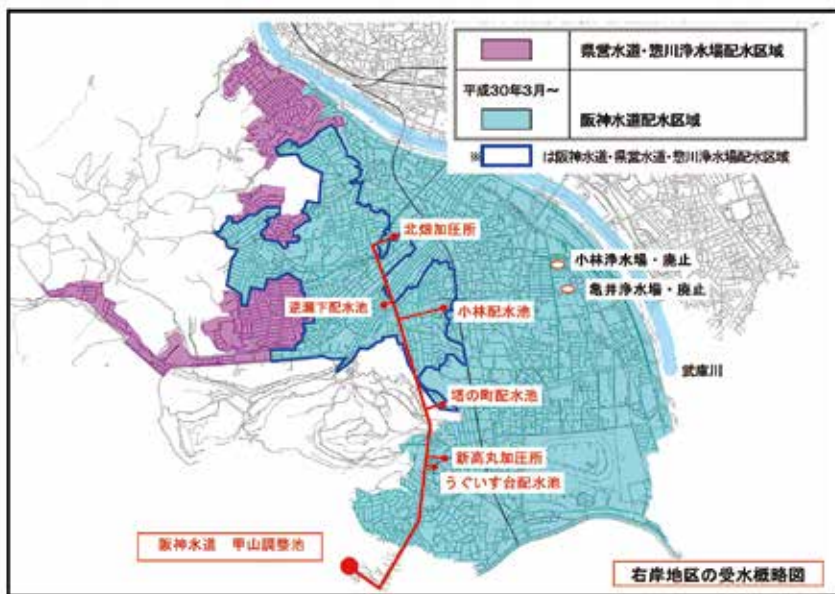 県営水道・惣川浄水場配水区域
平成30年3月〜
阪神水道配水区域
※ は阪神水道・県営水道・惣川浄水場配水区域
北畑加圧所
小林浄水場・廃止
亀井浄水場・廃止
逆瀬下配水池
小林配水池
武庫川
塔の町配水池
新高丸加圧所
うぐいす台配水池
阪神水道 甲山調整池
右岸地区の受水概略図